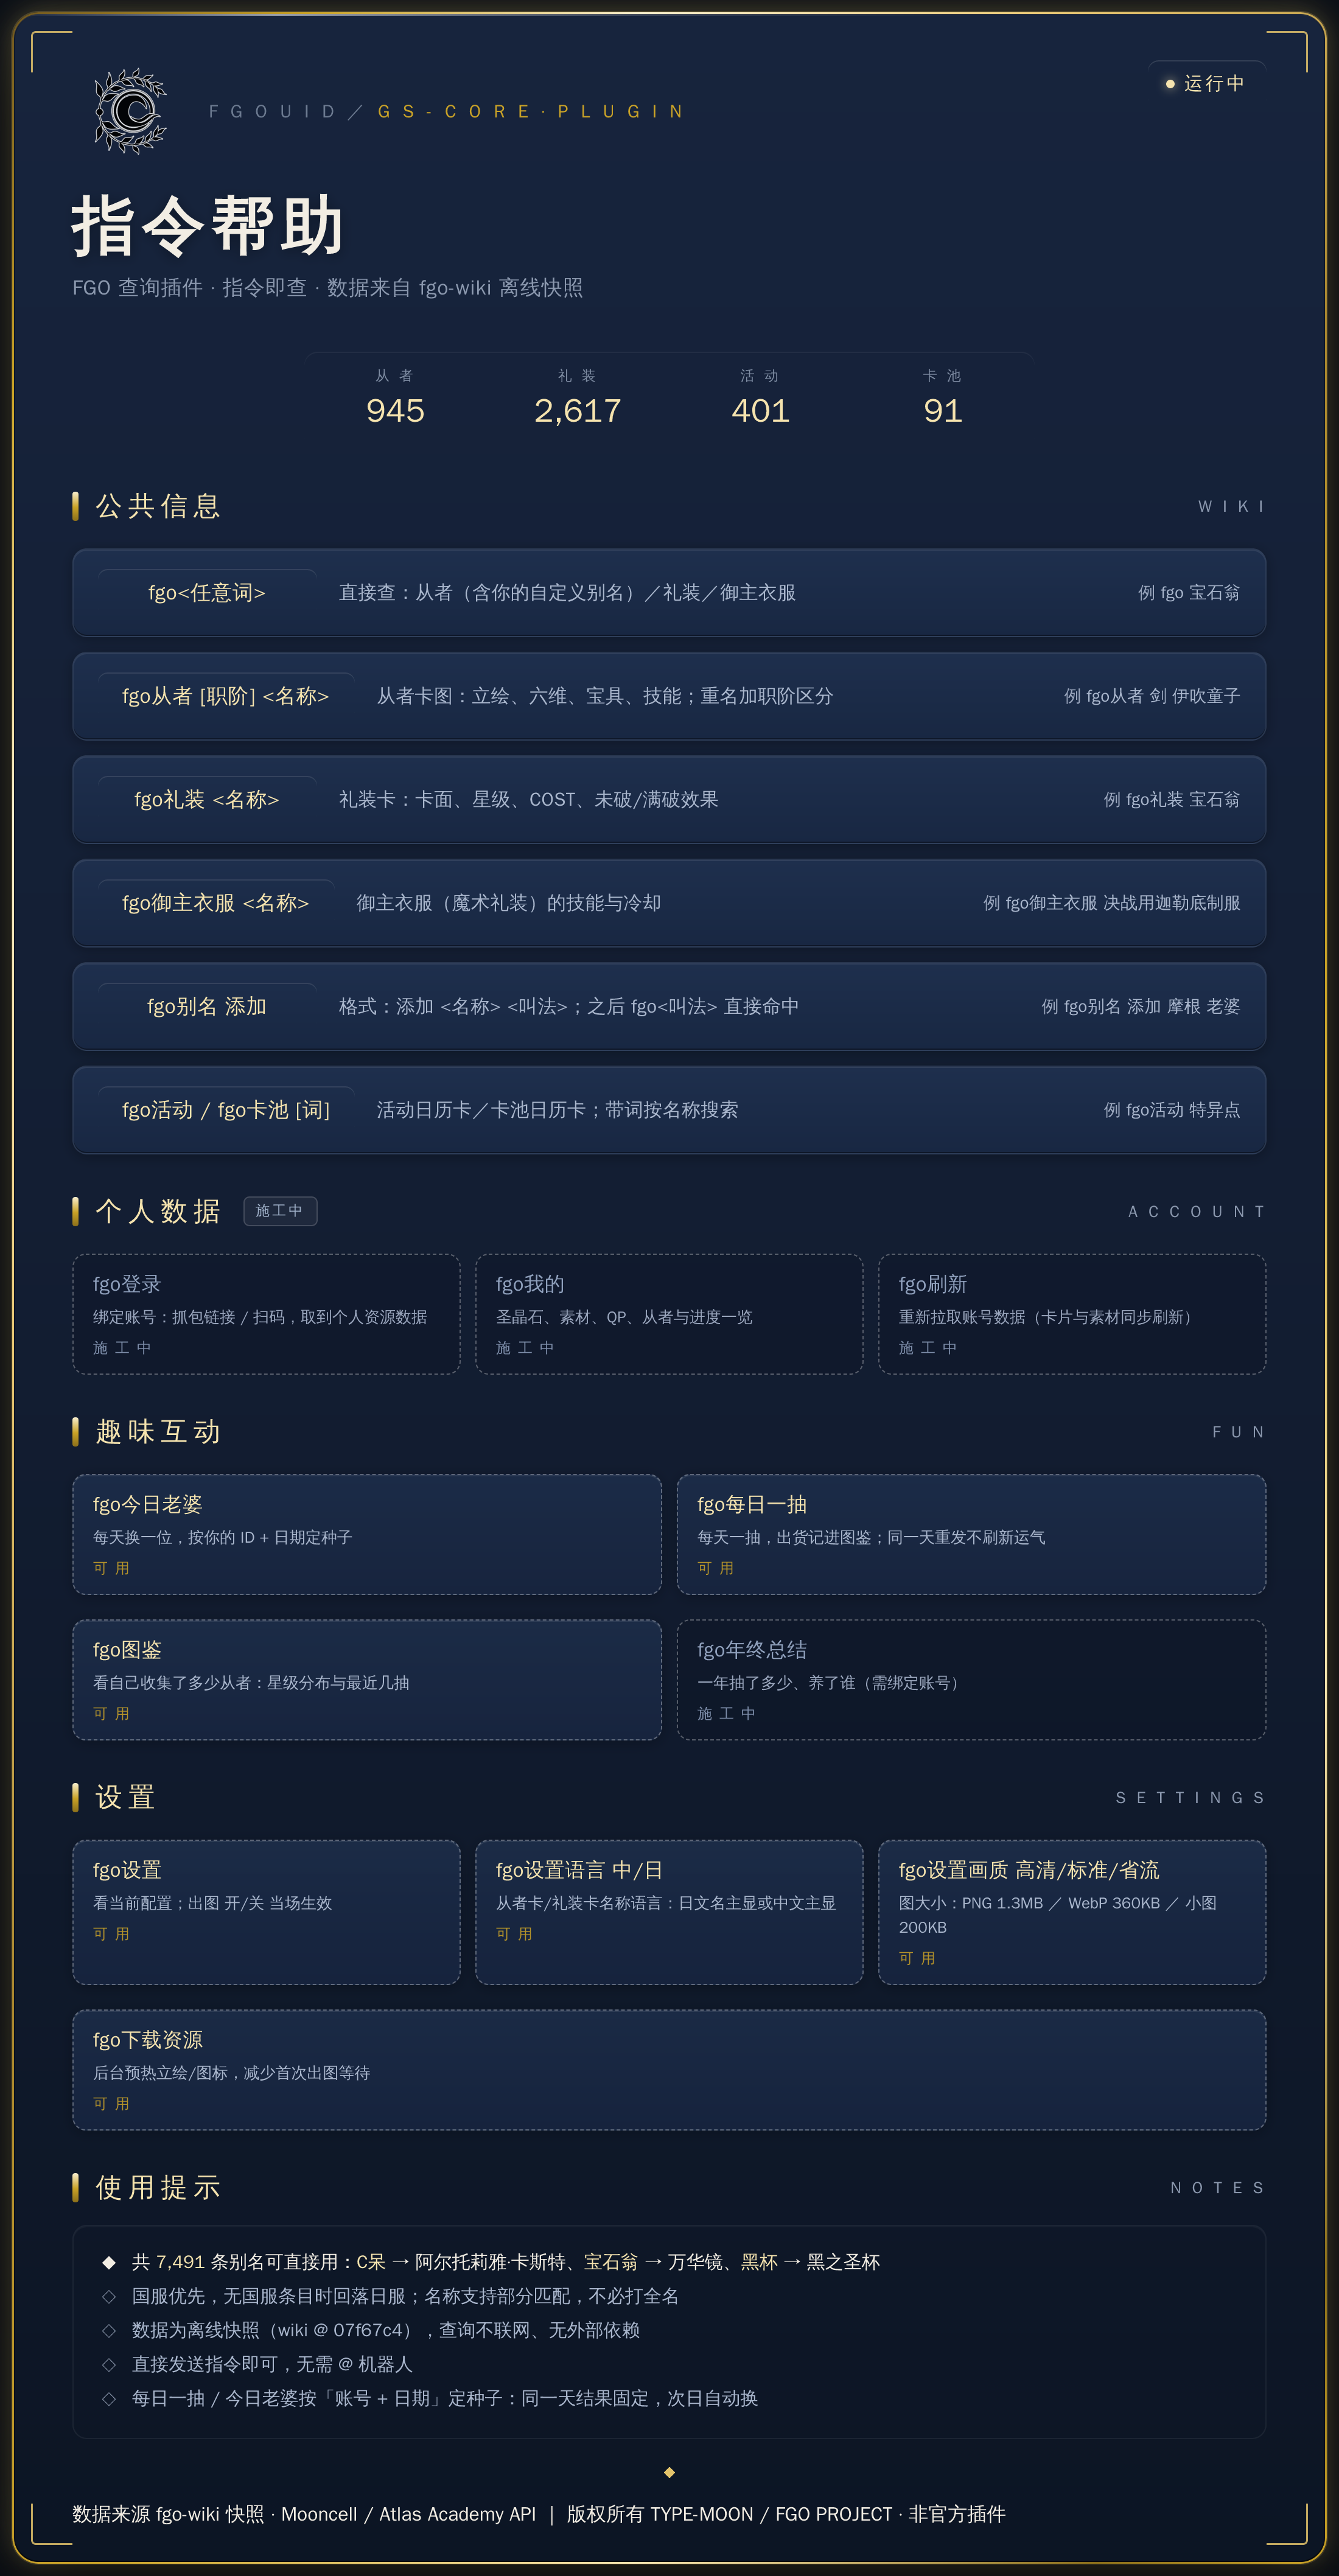 FGOUID／GS-CORE·PLUGIN
运行中
指令帮助
FGO 查询插件 · 指令即查 · 数据来自 fgo-wiki 离线快照
从者 礼装 活动 卡池
945 2,617 401 91
公共信息 WIKI
fgo<任意词> 直接查：从者（含你的自定义别名）／礼装／御主衣服 例 fgo 宝石翁
fgo从者 [职阶] <名称> 从者卡图：立绘、六维、宝具、技能；重名加职阶区分 例 fgo从者 剑 伊吹童子
fgo礼装 <名称> 礼装卡：卡面、星级、COST、未破/满破效果 例 fgo礼装 宝石翁
fgo御主衣服 <名称> 御主衣服（魔术礼装）的技能与冷却 例 fgo御主衣服 决战用迦勒底制服
fgo别名 添加 格式：添加 <名称> <叫法>；之后 fgo<叫法> 直接命中 例 fgo别名 添加 摩根 老婆
fgo活动 / fgo卡池 [词] 活动日历卡／卡池日历卡；带词按名称搜索 例 fgo活动 特异点
个人数据 施工中 ACCOUNT
fgo登录
绑定账号：抓包链接 / 扫码，取到个人资源数据
施工中
fgo我的
圣晶石、素材、QP、从者与进度一览
施工中
fgo刷新
重新拉取账号数据（卡片与素材同步刷新）
施工中
趣味互动 FUN
fgo今日老婆
每天换一位，按你的 ID + 日期定种子
可用
fgo每日一抽
每天一抽，出货记进图鉴；同一天重发不刷新运气
可用
fgo图鉴
看自己收集了多少从者：星级分布与最近几抽
可用
fgo年终总结
一年抽了多少、养了谁（需绑定账号）
施工中
设置 SETTINGS
fgo设置
看当前配置；出图 开/关 当场生效
可用
fgo设置语言 中/日
从者卡/礼装卡名称语言：日文名主显或中文主显
可用
fgo设置画质 高清/标准/省流
图大小：PNG 1.3MB ／ WebP 360KB ／ 小图
200KB
可用
fgo下载资源
后台预热立绘/图标，减少首次出图等待
可用
使用提示 NOTES
◆ 共 7,491 条别名可直接用：C呆 → 阿尔托莉雅·卡斯特、宝石翁 → 万华镜、黑杯 → 黑之圣杯
◇ 国服优先，无国服条目时回落日服；名称支持部分匹配，不必打全名
◇ 数据为离线快照（wiki @ 07f67c4），查询不联网、无外部依赖
◇ 直接发送指令即可，无需 @ 机器人
◇ 每日一抽 / 今日老婆按「账号 + 日期」定种子：同一天结果固定，次日自动换
数据来源 fgo-wiki 快照 · Mooncell / Atlas Academy API ｜ 版权所有 TYPE-MOON / FGO PROJECT · 非官方插件